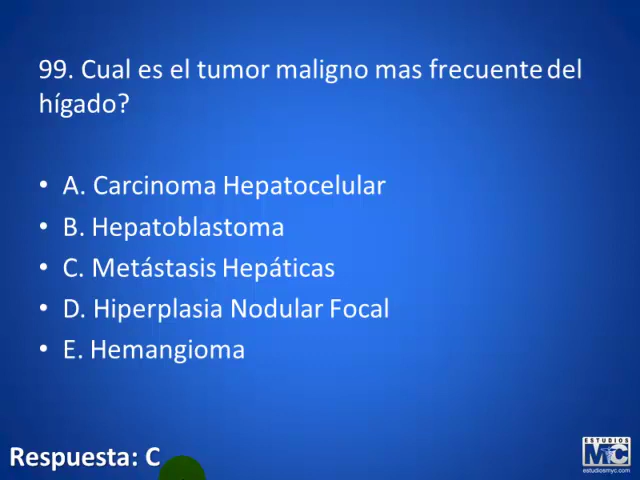 99. Cual es el tumor maligno mas frecuente del
hígado?
• A. Carcinoma Hepatocelular
• B. Hepatoblastoma
• C. Metástasis Hepáticas
• D. Hiperplasia Nodular Focal
• E. Hemangioma
Respuesta: C
ESTUDIOS
MyC
estudiosmyc.com